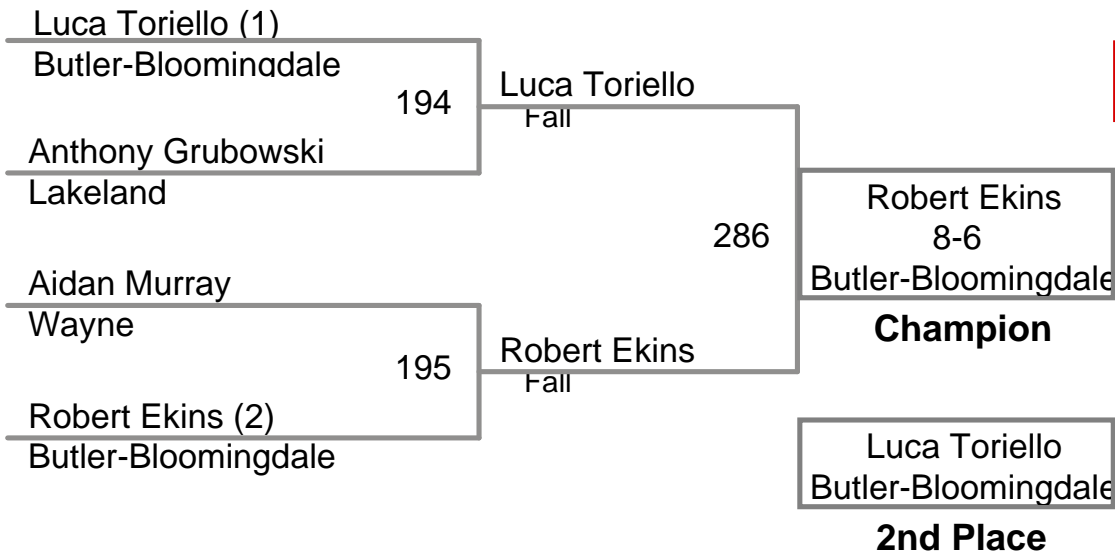 Luca Toriello (1)
Butler-Bloomingdale
194
Anthony Grubowski
Lakeland
Aidan Murray
Wayne
195
Robert Ekins (2)
Butler-Bloomingdale
Luca Toriello
Fall
286
Robert Ekins
Fall
Robert Ekins
8-6
Butler-Bloomingdale
Champion
Luca Toriello
Butler-Bloomingdale
2nd Place